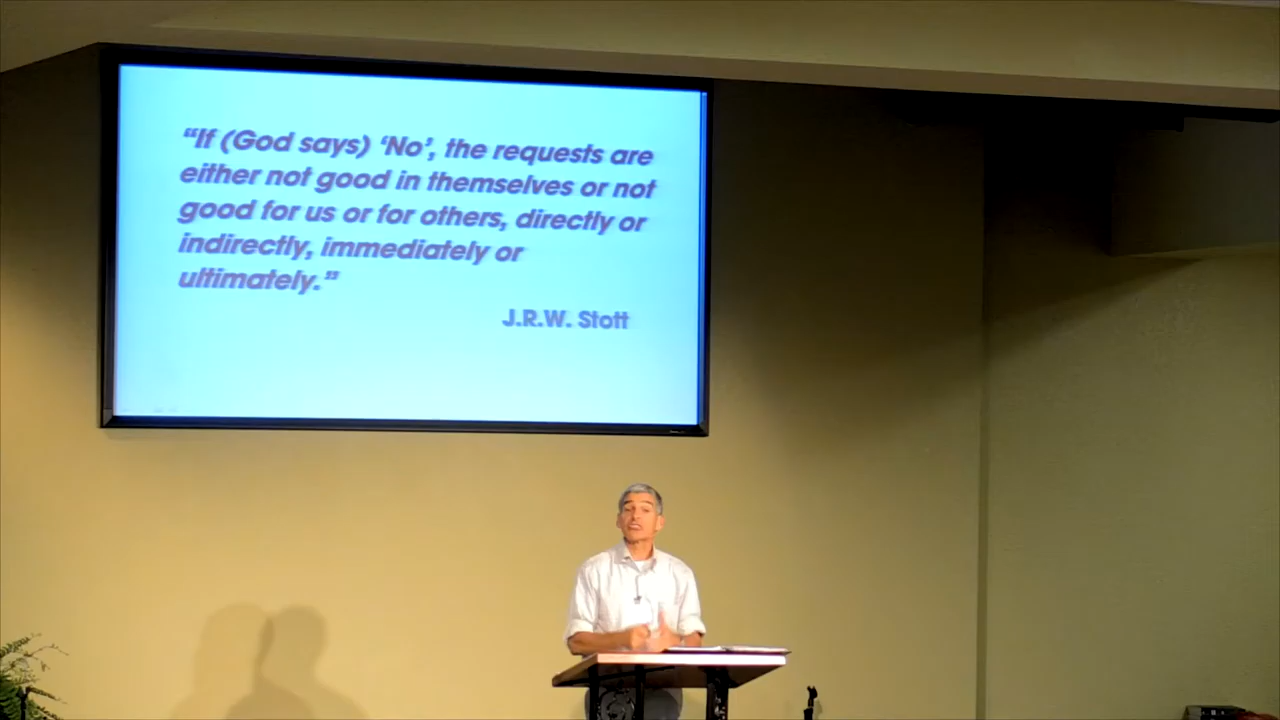 “If (God says) ‘No’, the requests are
either not good in themselves or not
good for us or for others, directly or
indirectly, immediately or
ultimately.”
J.R.W. Stott